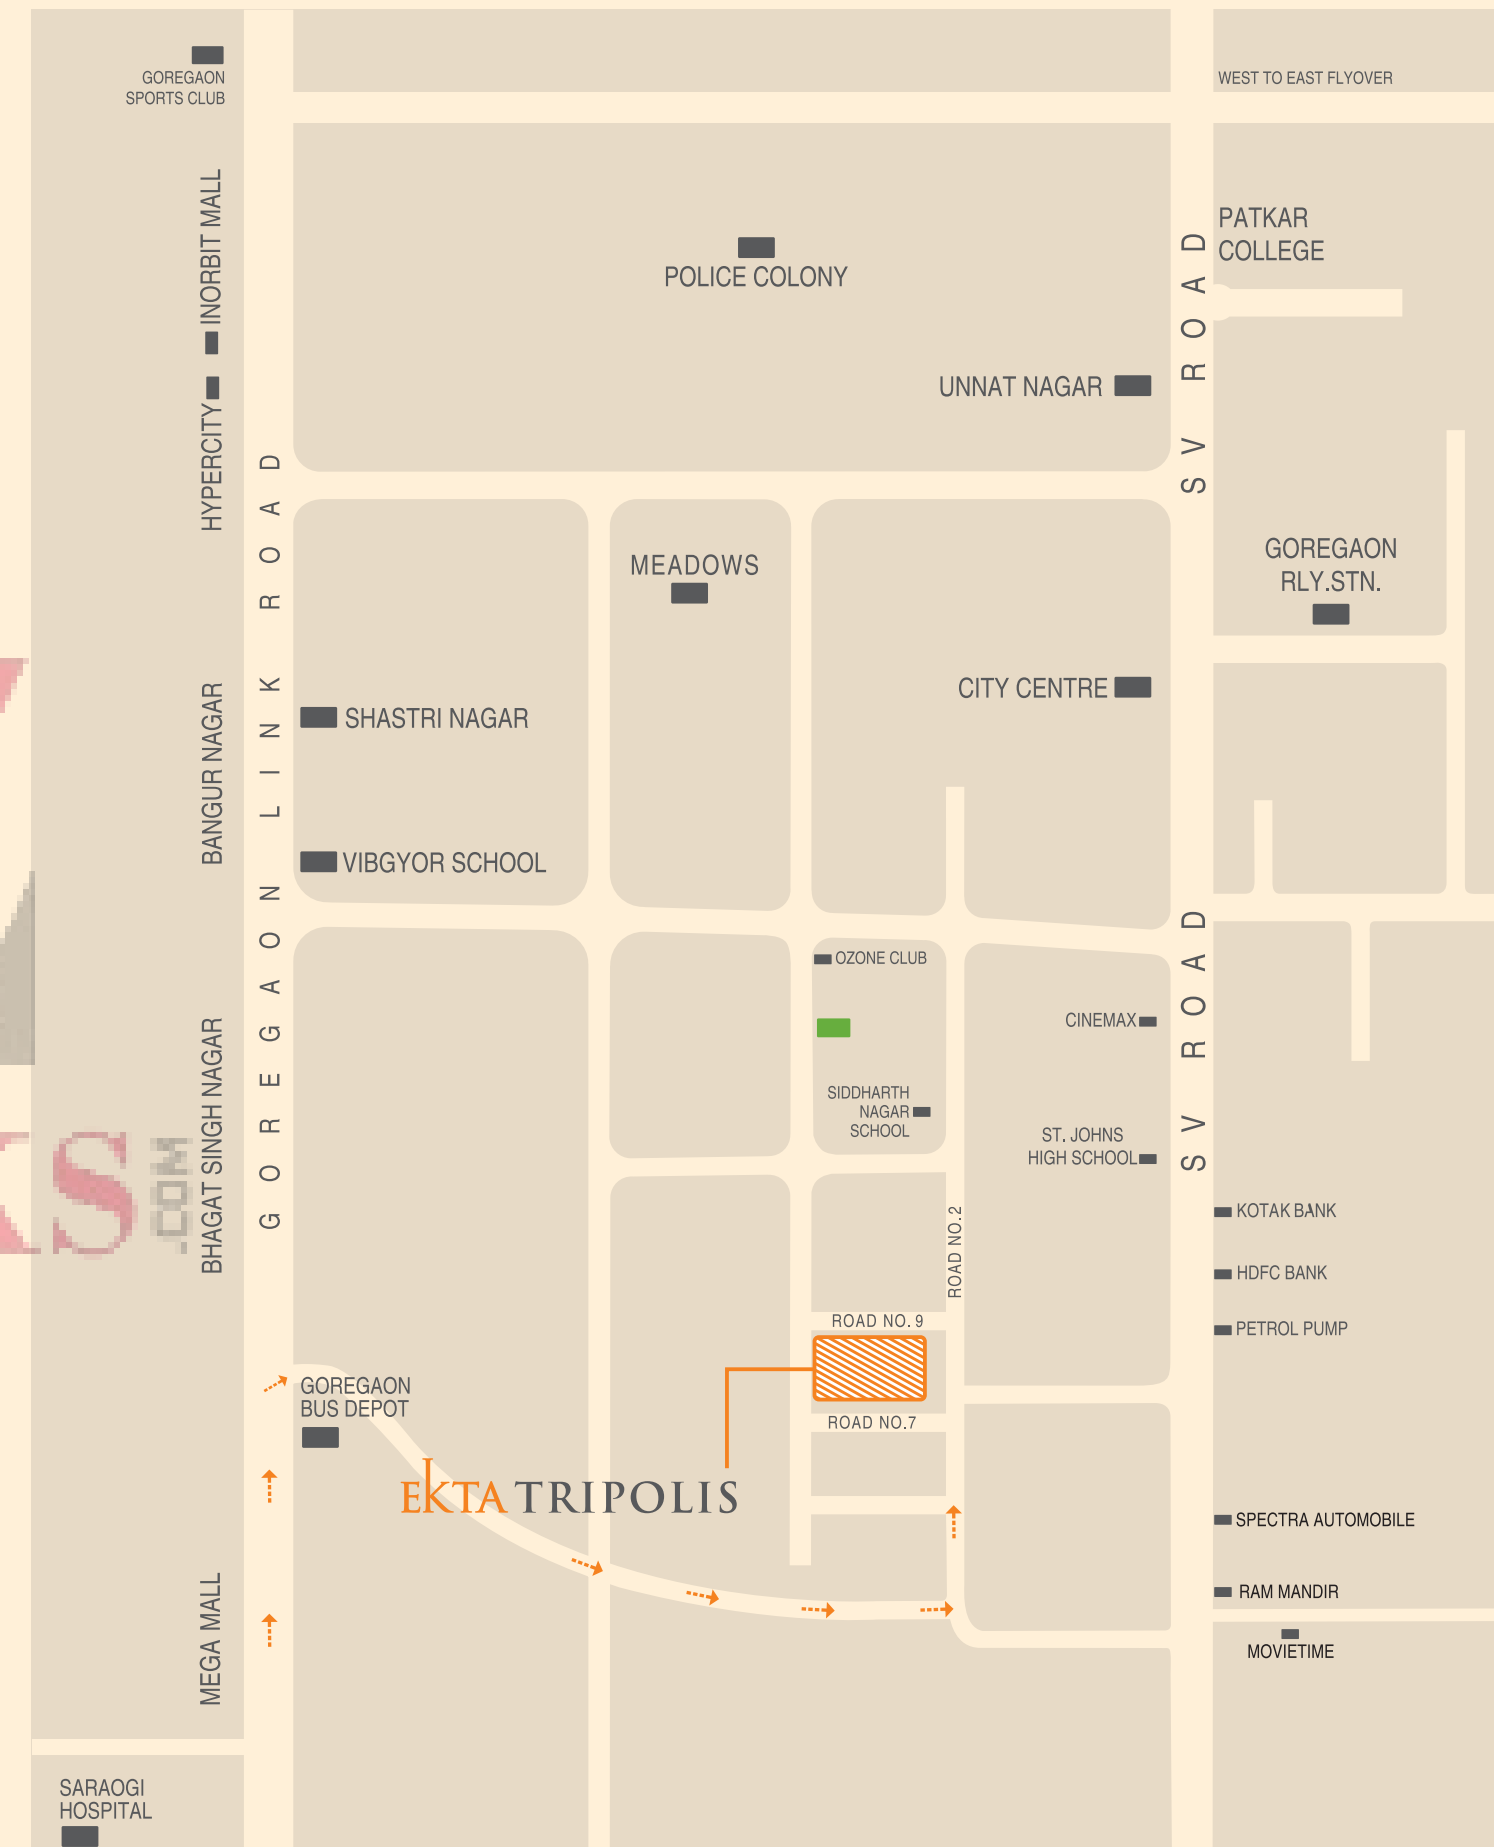 GOREGAON
SPORTS CLUB
WEST TO EAST FLYOVER
INORBIT MALL
HYPERCITY
POLICE COLONY
PATKAR
COLLEGE
UNNAT NAGAR
SV ROAD
GOREGAON LINK ROAD
MEADOWS
GOREGAON
RLY.STN.
CITY CENTRE
SHASTRI NAGAR
BANGUR NAGAR
VIBGYOR SCHOOL
OZONE CLUB
CINEMAX
SV ROAD
BHAGAT SINGH NAGAR
SIDDHARTH
NAGAR
SCHOOL
ST. JOHNS
HIGH SCHOOL
KOTAK BANK
ROAD NO.2
HDFC BANK
ROAD NO. 9
PETROL PUMP
GOREGAON
BUS DEPOT
ROAD NO.7
EKTA TRIPOLIS
SPECTRA AUTOMOBILE
RAM MANDIR
MEGA MALL
MOVIETIME
SARAOGI
HOSPITAL